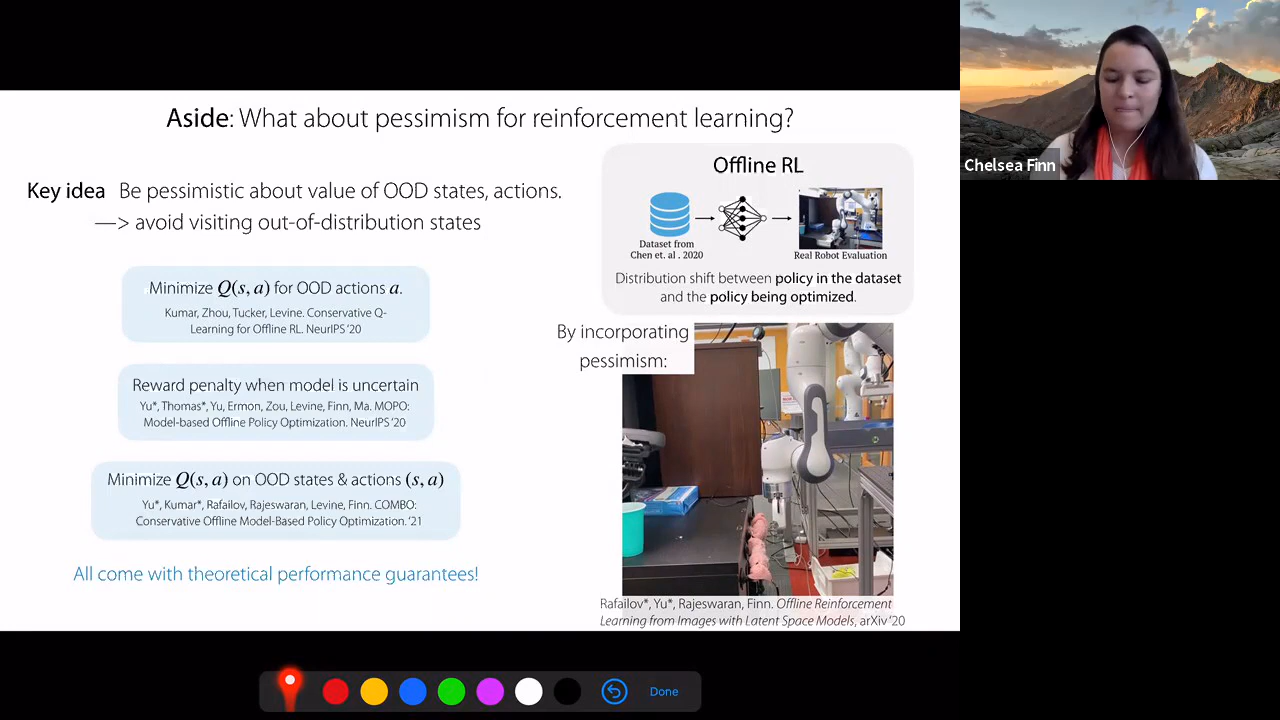 Aside: What about pessimism for reinforcement learning?
Key idea Be pessimistic about value of OOD states, actions.
—> avoid visiting out-of-distribution states
Minimize Q(s, a) for OOD actions a.
Kumar, Zhou, Tucker, Levine. Conservative Q-
Learning for Offline RL. NeurIPS '20
Reward penalty when model is uncertain
Yu*, Thomas*, Yu, Ermon, Zou, Levine, Finn, Ma. MOPO:
Model-based Offline Policy Optimization. NeurIPS '20
Minimize Q(s, a) on OOD states & actions (s, a)
Yu*, Kumar*, Rafailov, Rajeswaran, Levine, Finn. COMBO:
Conservative Offline Model-Based Policy Optimization. '21
All come with theoretical performance guarantees!
Offline RL
Dataset from
Chen et. al . 2020
Real Robot Evaluation
Distribution shift between policy in the dataset
and the policy being optimized.
By incorporating
pessimism:
Rafailov*, Yu*, Rajeswaran, Finn. Offline Reinforcement
Learning from Images with Latent Space Models, arXiv '20
Chelsea Finn
Done